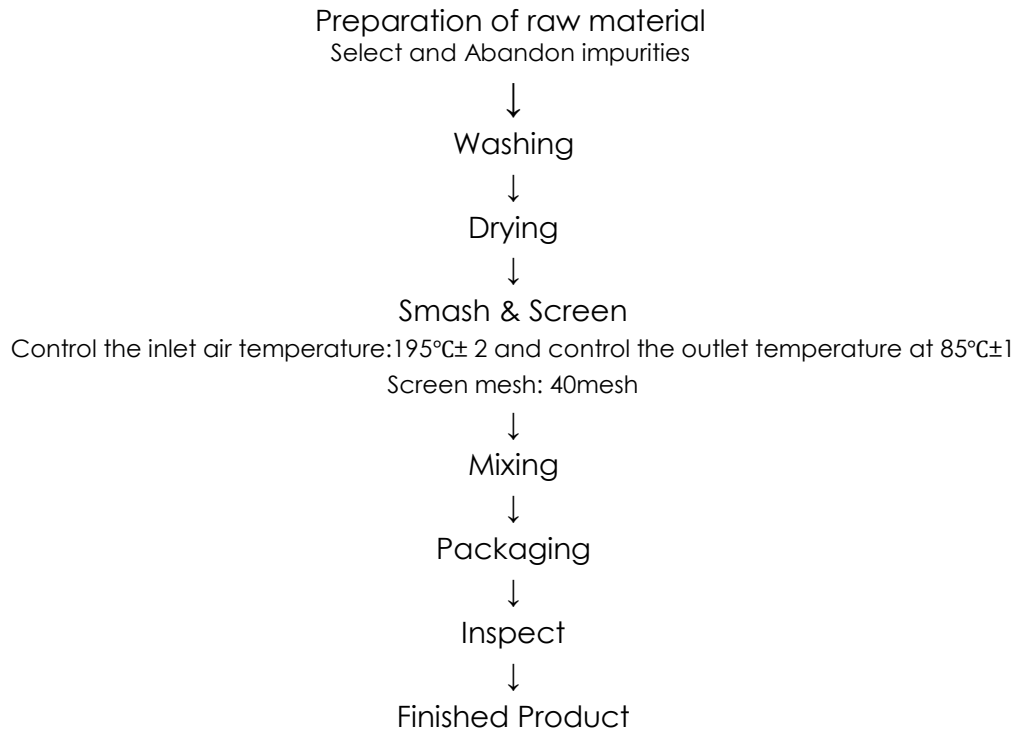 Preparation of raw material
Select and Abandon impurities
↓
Washing
↓
Drying
↓
Smash & Screen
Control the inlet air temperature:195℃± 2 and control the outlet temperature at 85℃±1
Screen mesh: 40mesh
↓
Mixing
↓
Packaging
↓
Inspect
↓
Finished Product